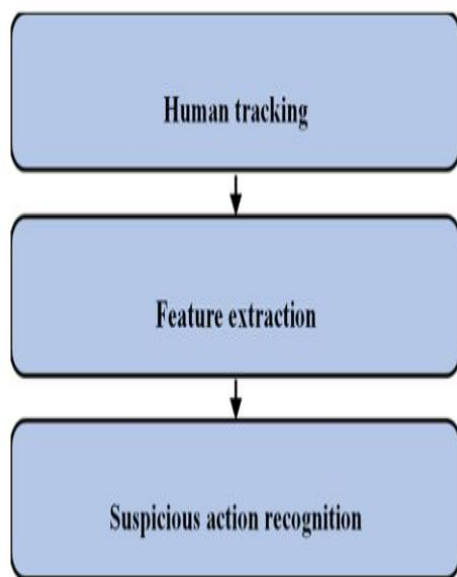 Human tracking
Feature extraction
Suspicious action recognition